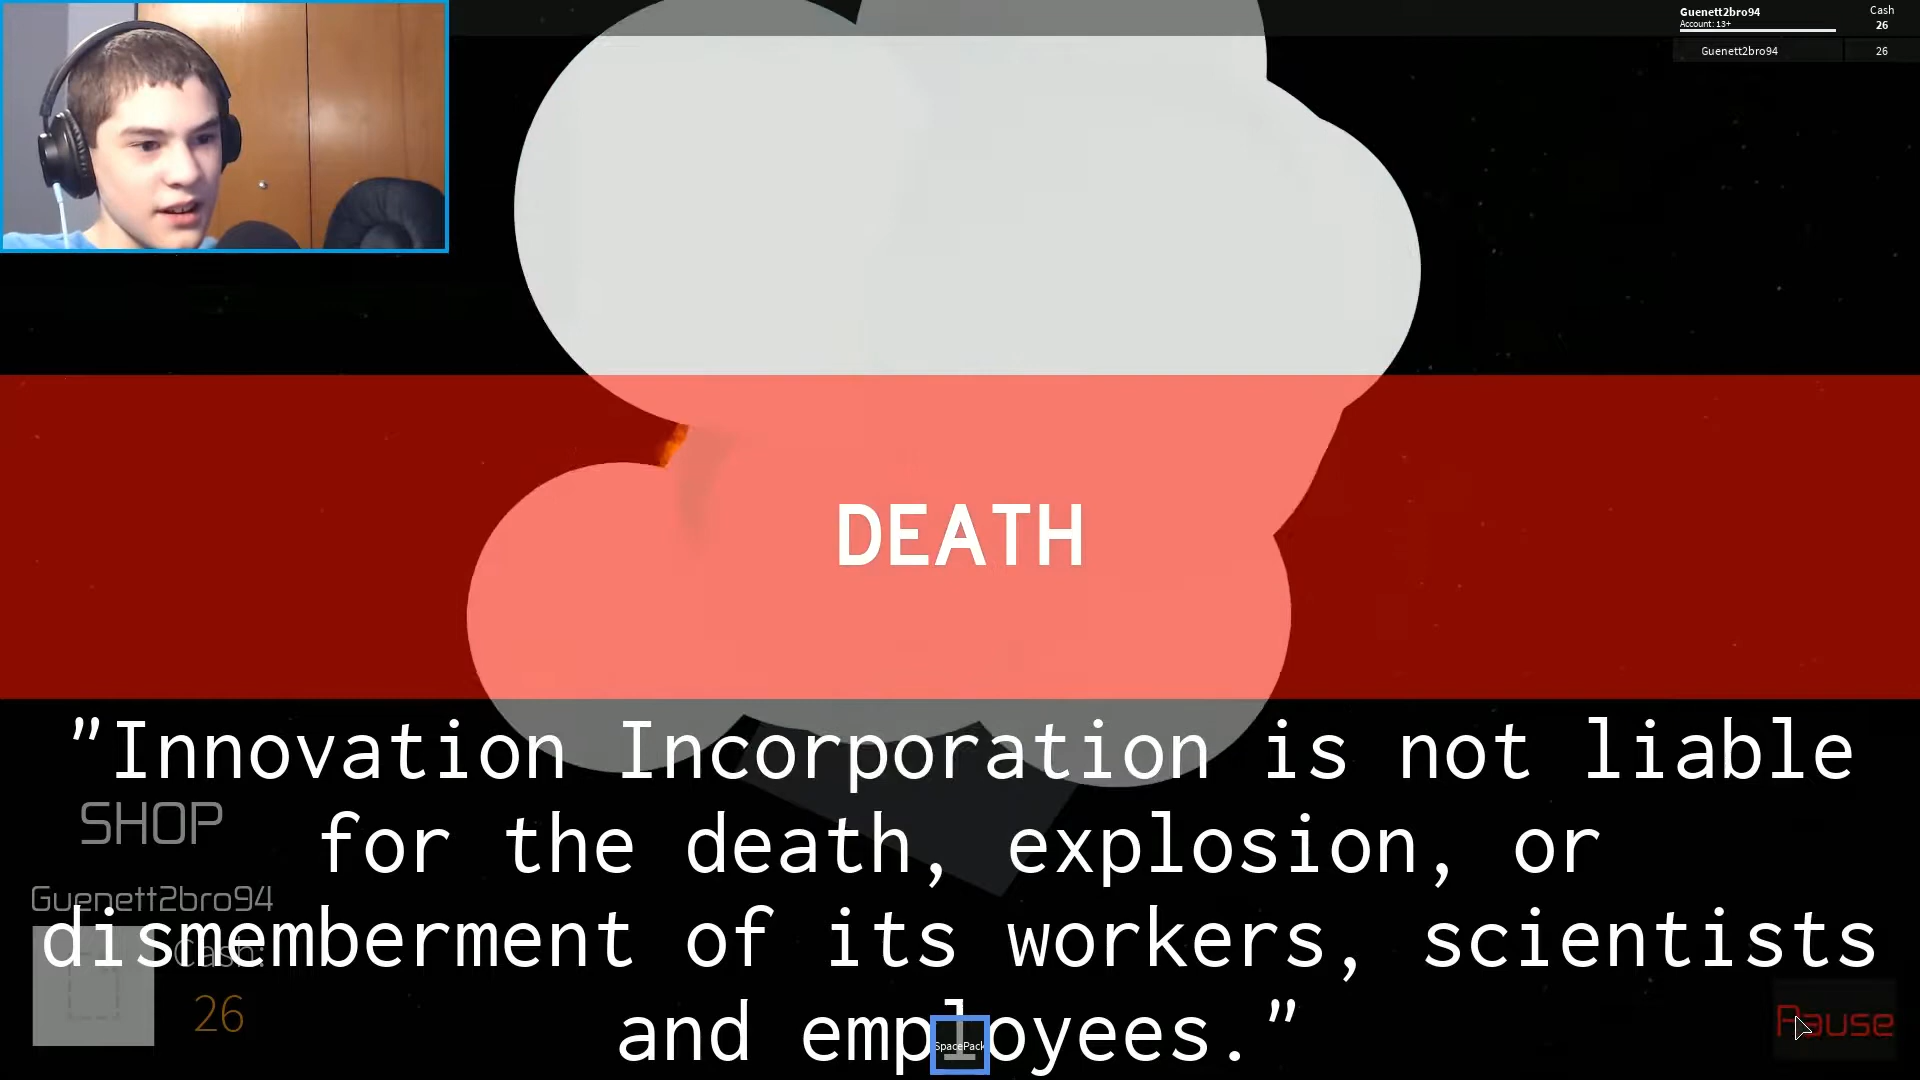 Guenett2bro94
Account: 13+
Cash
26
Guenett2bro94
26
DEATH
"Innovation Incorporation is not liable
for the death, explosion, or
dismemberment of its workers, scientists
and employees."
SHOP
Guenett2bro94
Cash:
26
SpacePack
Pause